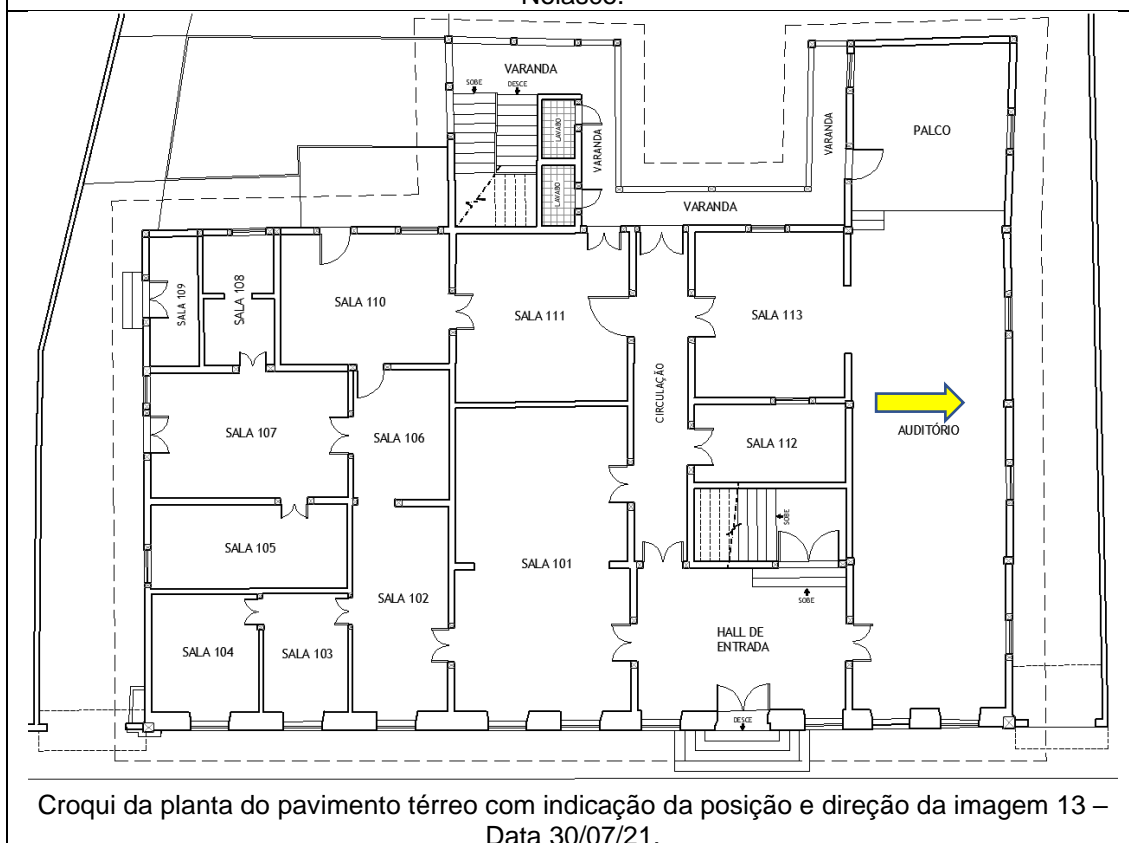 Nolasco.
VARANDA
SOBE
DESCE
LAVABO
VARANDA
VARANDA
PALCO
LAVABO
VARANDA
SALA 109
SALA 108
SALA 110
SALA 111
SALA 113
CIRCULAÇÃO
SALA 107
SALA 106
SALA 112
AUDITÓRIO
SOBE
SALA 105
SALA 101
SALA 102
SOBE
SALA 104
SALA 103
HALL DE
ENTRADA
DESCE
Croqui da planta do pavimento térreo com indicação da posição e direção da imagem 13 –
Data 30/07/21.